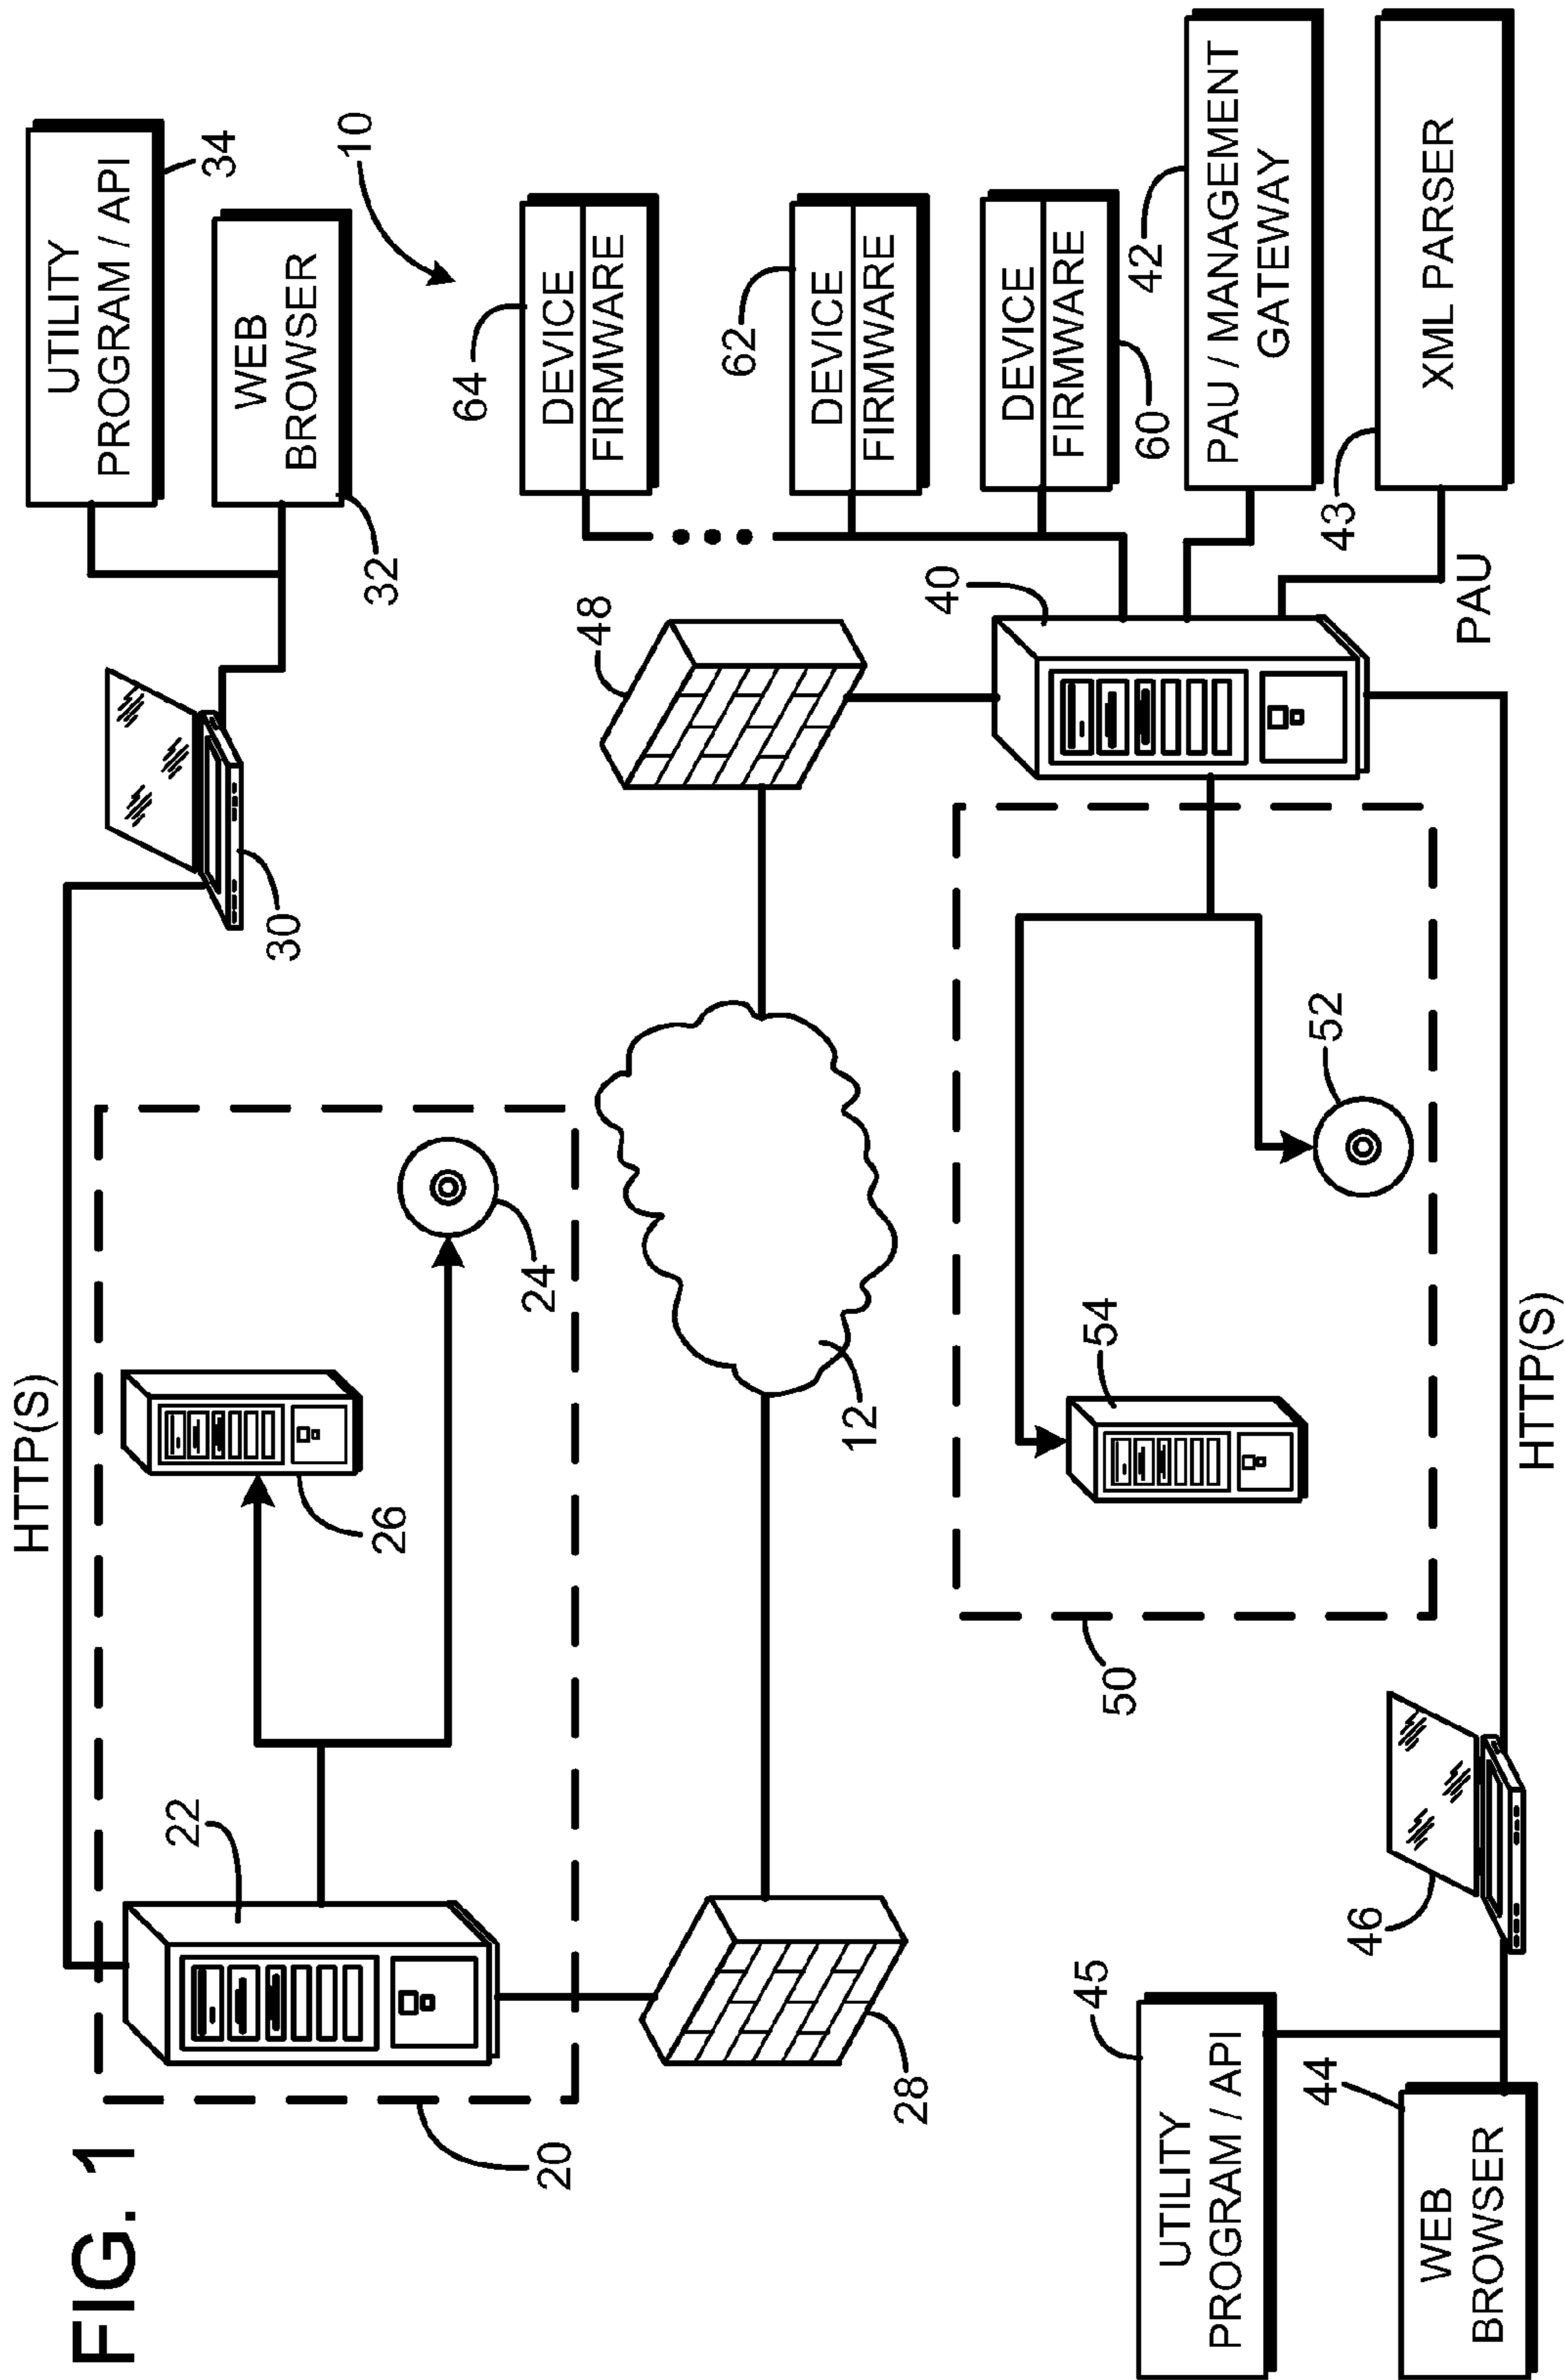 FIG. 1
HTTP(S)
UTILITY
PROGRAM / API
34
WEB
BROWSER
32
30
10
22
26
24
20
28
12
48
64
DEVICE
FIRMWARE
62
DEVICE
FIRMWARE
DEVICE
FIRMWARE
60
40
42
PAU / MANAGEMENT
GATEWAY
43
XML PARSER
PAU
54
52
50
45
UTILITY
PROGRAM / API
44
WEB
BROWSER
46
HTTP(S)